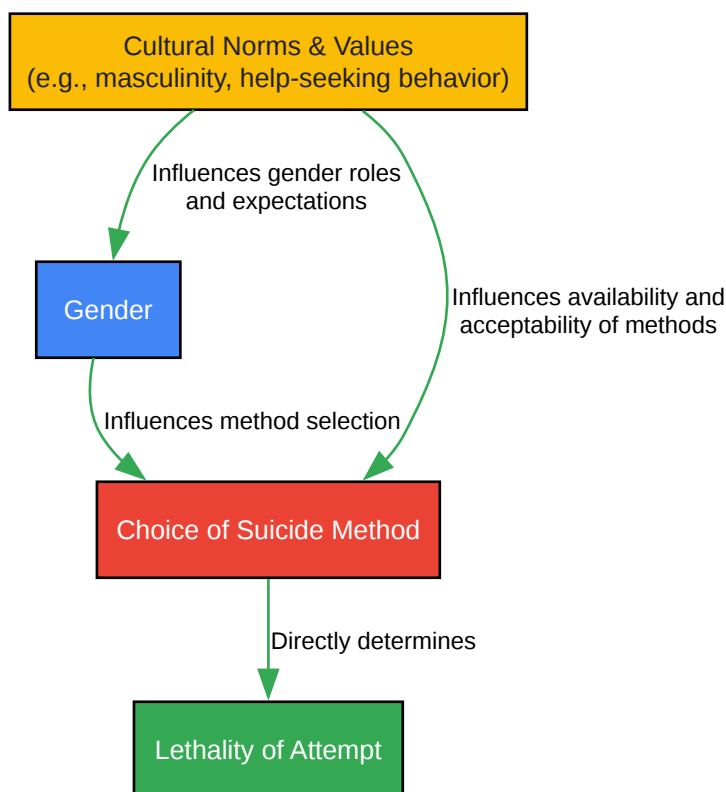 Cultural Norms & Values
(e.g., masculinity, help-seeking behavior)
Influences gender roles
and expectations
Gender
Influences availability and
acceptability of methods
Influences method selection
Choice of Suicide Method
Directly determines
Lethality of Attempt